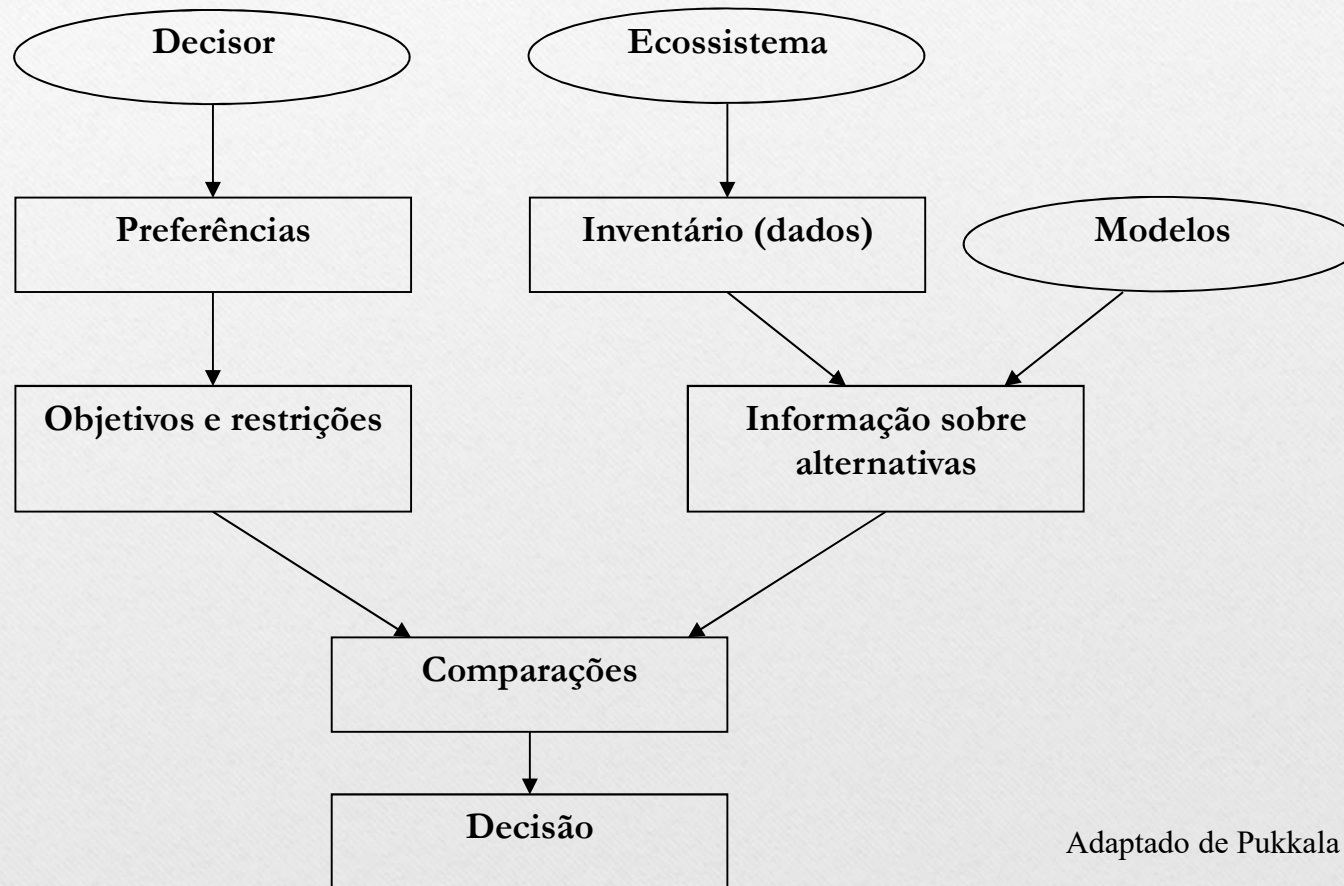 Decisor
Ecossistema
Preferências
Inventário (dados)
Modelos
Objetivos e restrições
Informação sobre
alternativas
Comparações
Decisão
Adaptado de Pukkala